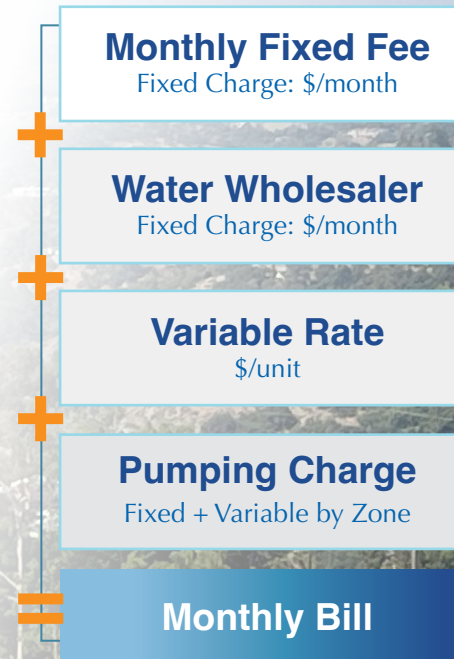 Monthly Fixed Fee
Fixed Charge: $/month
+
Water Wholesaler
Fixed Charge: $/month
+
Variable Rate
$/unit
+
Pumping Charge
Fixed + Variable by Zone
=
Monthly Bill